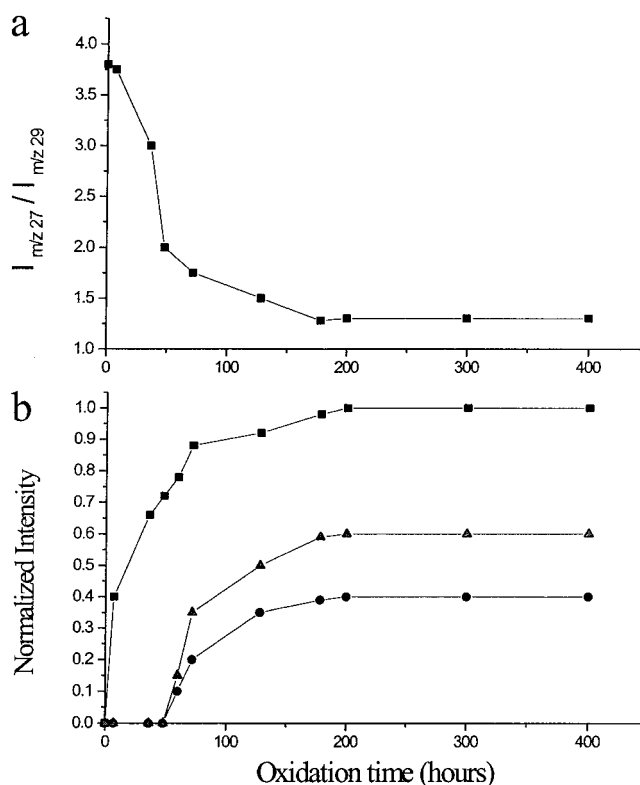 a
4.0
3.5
3.0
2.5
2.0
1.5
1.0
I m/z 27 / I m/z 29
0 100 200 300 400
b
1.0
0.9
0.8
0.7
0.6
0.5
0.4
0.3
0.2
0.1
0.0
Normalized Intensity
0 100 200 300 400
Oxidation time (hours)